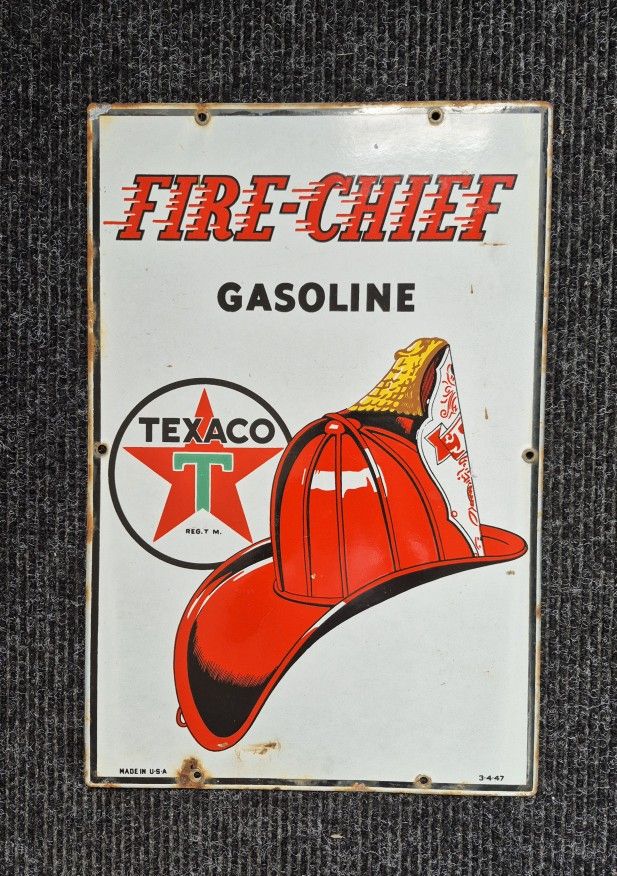 FIRE-CHIEF
GASOLINE
TEXACO
T
REG. T M.
MADE IN U·S·A
3-4-47